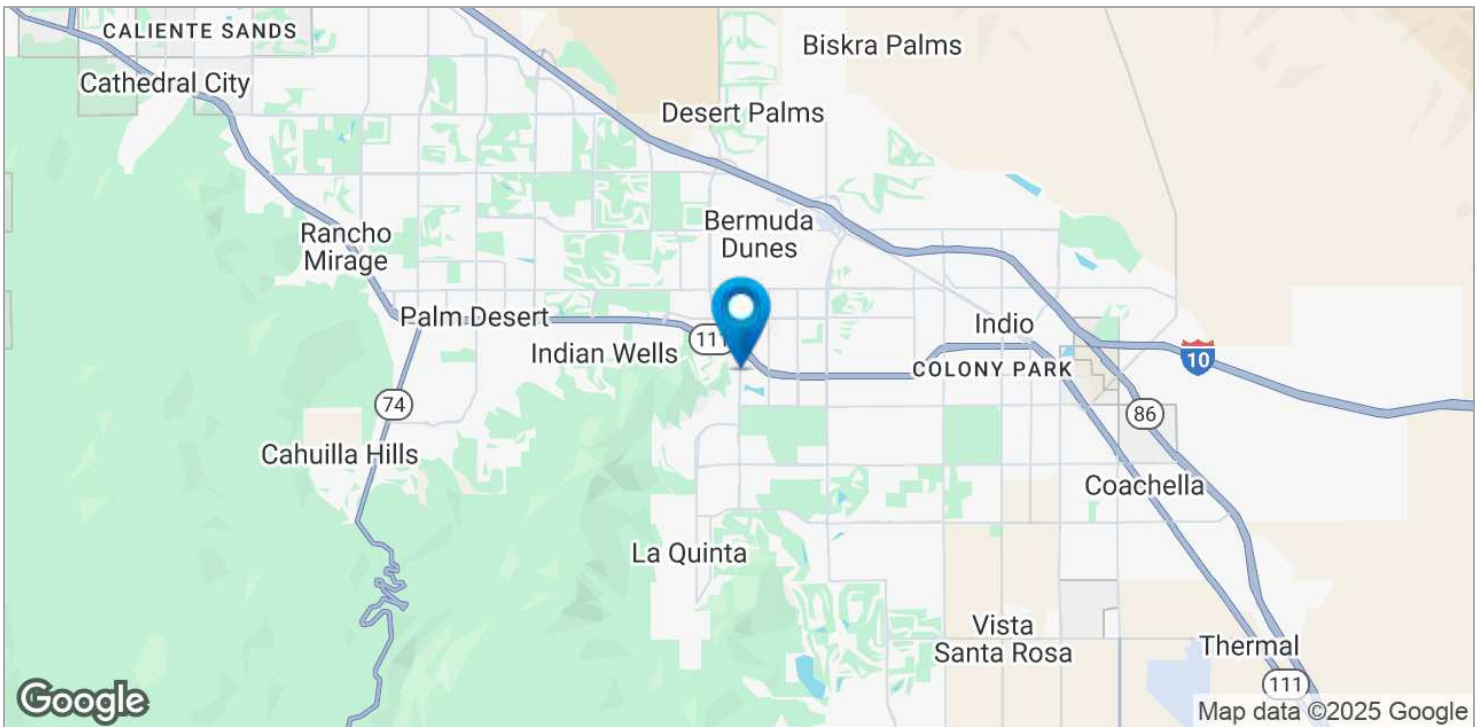 CALIENTE SANDS
Biskra Palms
Cathedral City
Desert Palms
Bermuda
Dunes
Rancho
Mirage
Palm Desert
111
Indio
Indian Wells
10
COLONY PARK
74
86
Cahuilla Hills
Coachella
La Quinta
Vista
Santa Rosa
Thermal
111
Google
Map data ©2025 Google